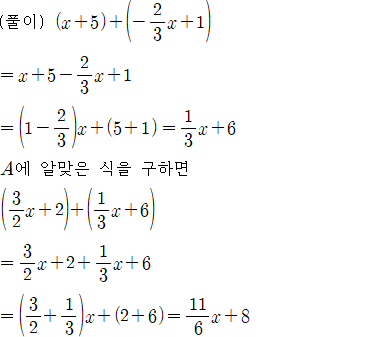 (풀이) (x+5)+(−2/3x+1)
=x+5−2/3x+1
=(1−2/3)x+(5+1)=1/3x+6
A에 알맞은 식을 구하면
(3/2x+2)+(1/3x+6)
=3/2x+2+1/3x+6
=(3/2+1/3)x+(2+6)=11/6x+8